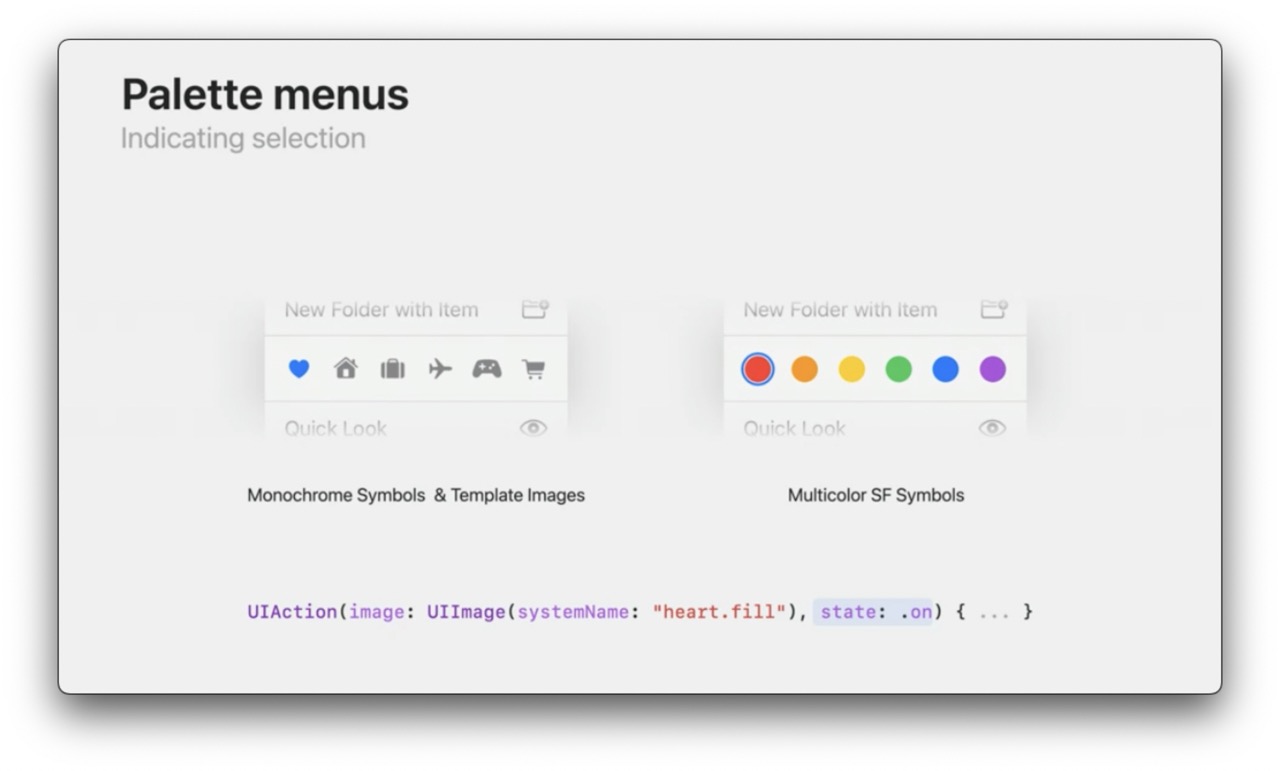 Palette menus
Indicating selection
New Folder with Item
Quick Look
Monochrome Symbols & Template Images
New Folder with Item
Quick Look
Multicolor SF Symbols
UIAction(image: UIImage(systemName: "heart.fill"), state: .on) { ... }